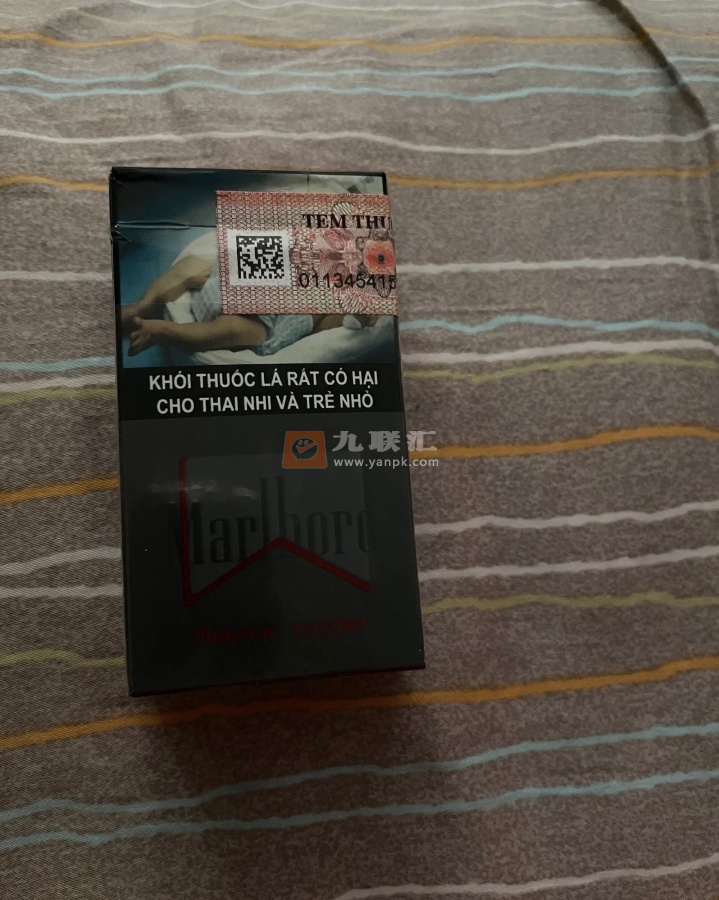 TEM THU
011345415
KHÓI THUỐC LÁ RẤT CÓ HẠI
CHO THAI NHI VÀ TRẺ NHỎ
九联汇
www.yanpk.com
Marlboro